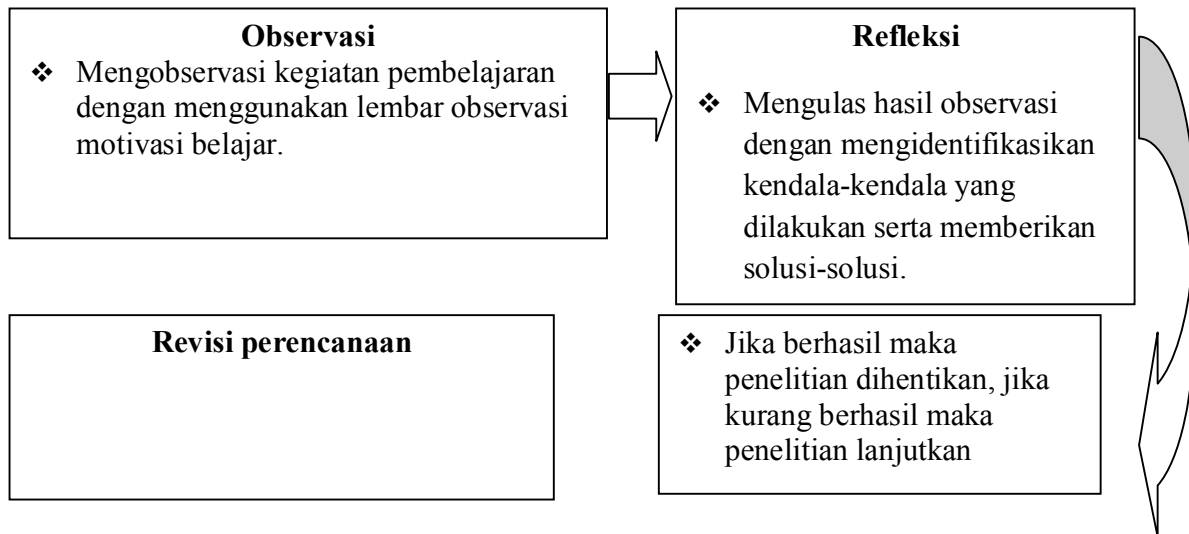 Observasi
❖ Mengobservasi kegiatan pembelajaran
dengan menggunakan lembar observasi
motivasi belajar.
Refleksi
❖ Mengulas hasil observasi
dengan mengidentifikasikan
kendala-kendala yang
dilakukan serta memberikan
solusi-solusi.
Revisi perencanaan
❖ Jika berhasil maka
penelitian dihentikan, jika
kurang berhasil maka
penelitian lanjutkan